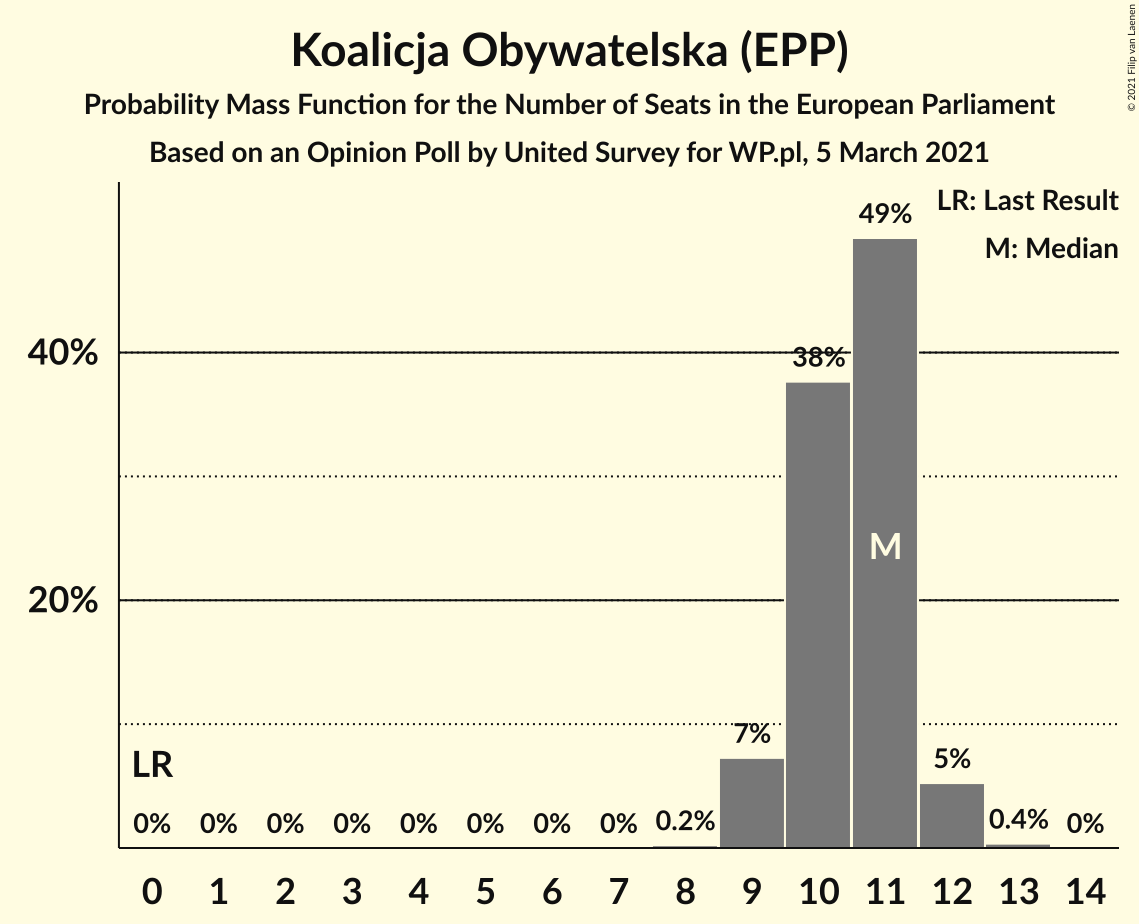 Koalicja Obywatelska (EPP)
Probability Mass Function for the Number of Seats in the European Parliament
Based on an Opinion Poll by United Survey for WP.pl, 5 March 2021
© 2021 Filip van Laenen
LR: Last Result
M: Median
49%
40%
38%
M
20%
7%
5%
LR
0% 0% 0% 0% 0% 0% 0% 0% 0.2% 0.4% 0%
0 1 2 3 4 5 6 7 8 9 10 11 12 13 14